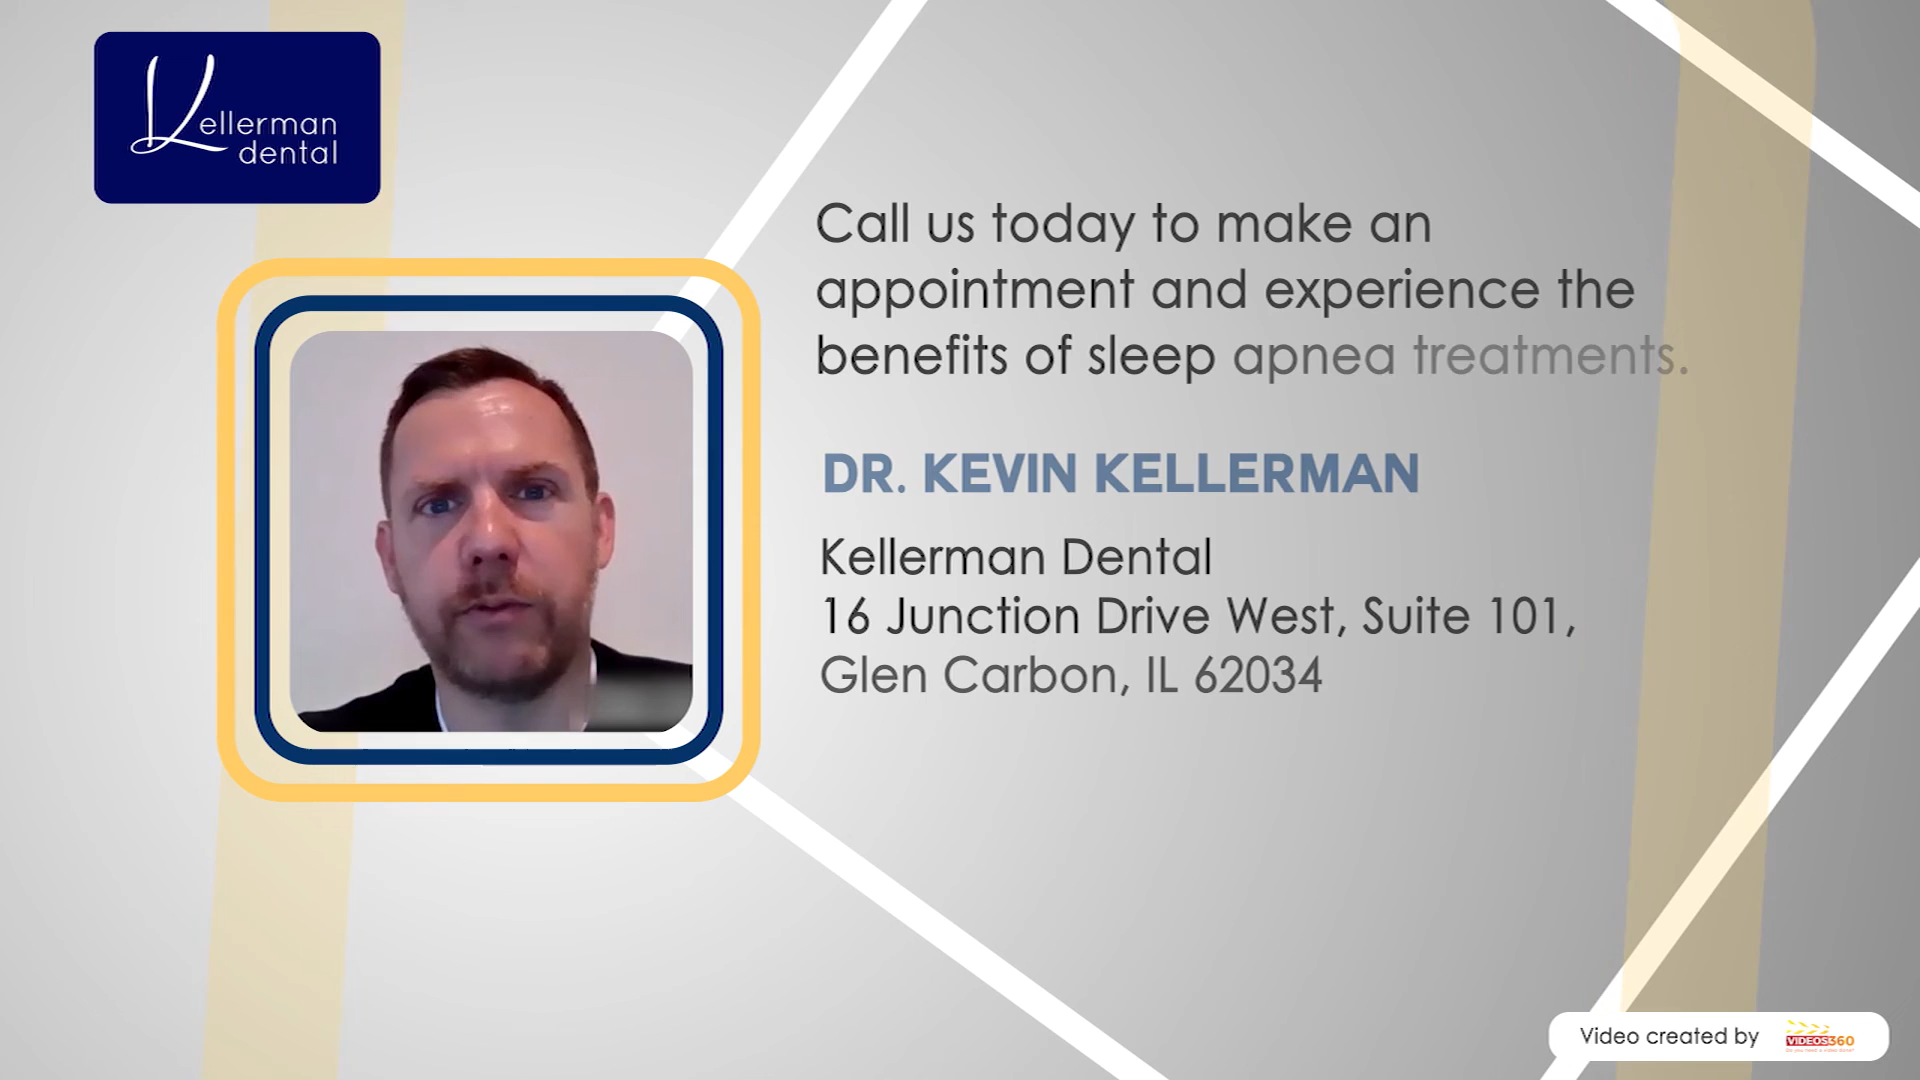 Kellerman
dental
Call us today to make an
appointment and experience the
benefits of sleep apnea treatments.
DR. KEVIN KELLERMAN
Kellerman Dental
16 Junction Drive West, Suite 101,
Glen Carbon, IL 62034
Video created by VIDEOS360